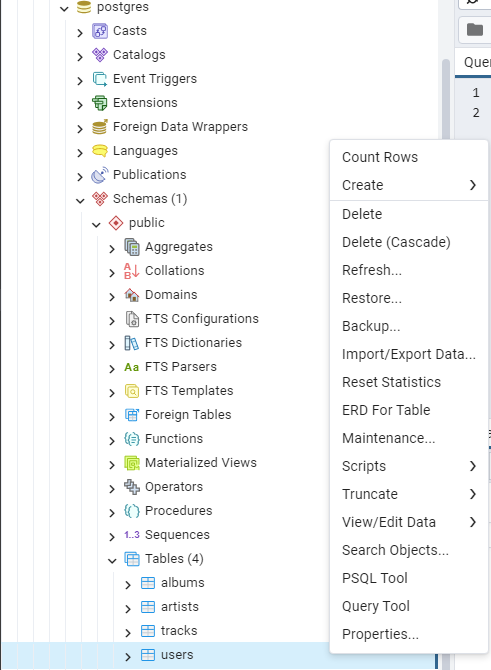 postgres
Casts
Catalogs
Event Triggers
Extensions
Foreign Data Wrappers
Languages
Publications
Schemas (1)
public
Aggregates
Collations
Domains
FTS Configurations
FTS Dictionaries
FTS Parsers
FTS Templates
Foreign Tables
Functions
Materialized Views
Operators
Procedures
1..3 Sequences
Tables (4)
albums
artists
tracks
users
Count Rows
Create
Delete
Delete (Cascade)
Refresh...
Restore...
Backup...
Import/Export Data...
Reset Statistics
ERD For Table
Maintenance...
Scripts
Truncate
View/Edit Data
Search Objects...
PSQL Tool
Query Tool
Properties...
Quer
1
2